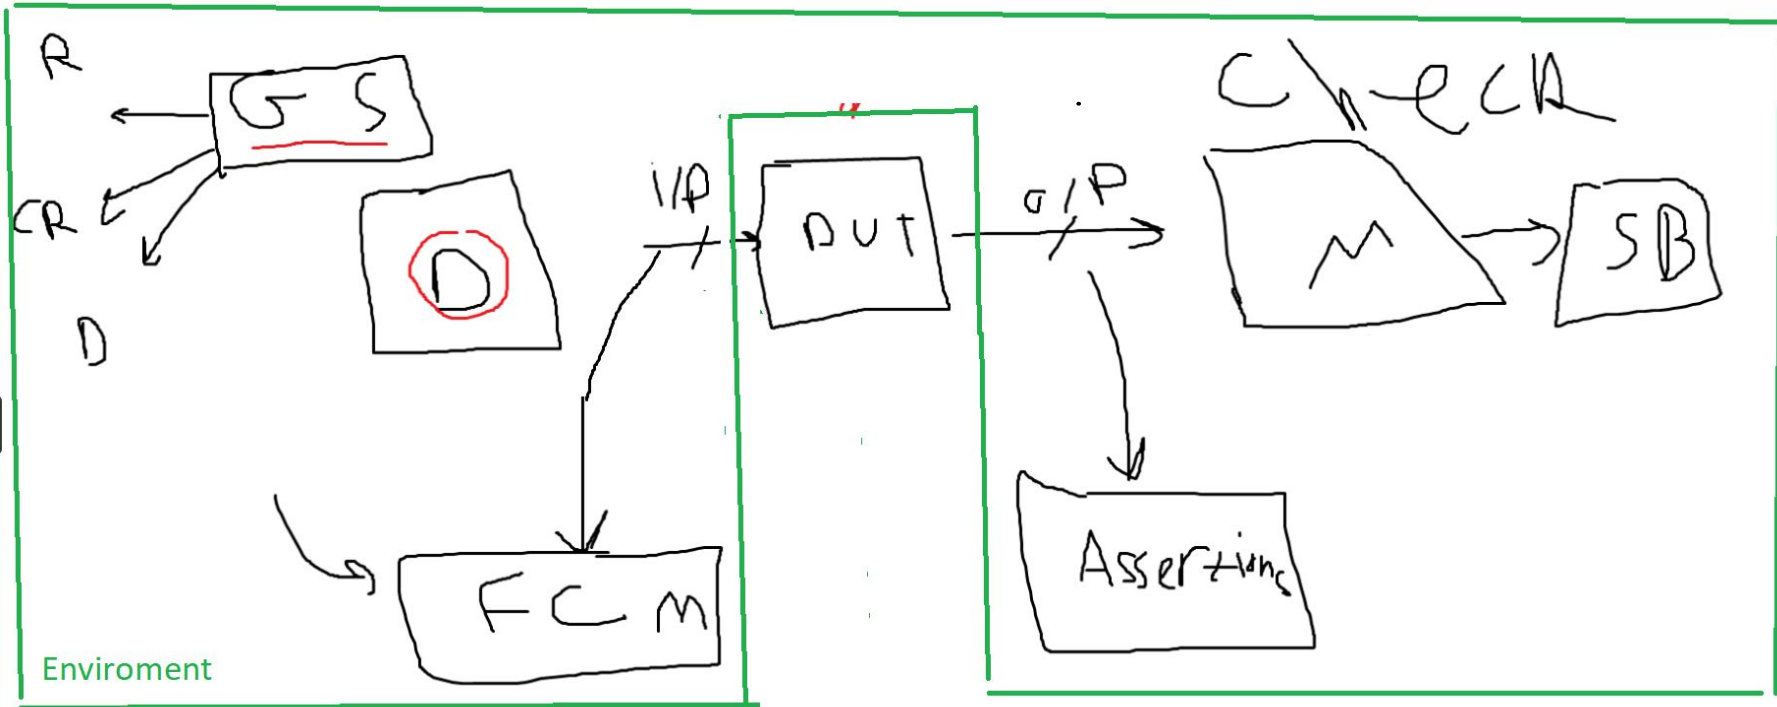 R
GS
Check
CR
D
I/P
DUT
O/P
M
SB
D
FCM
Assertions
Enviroment